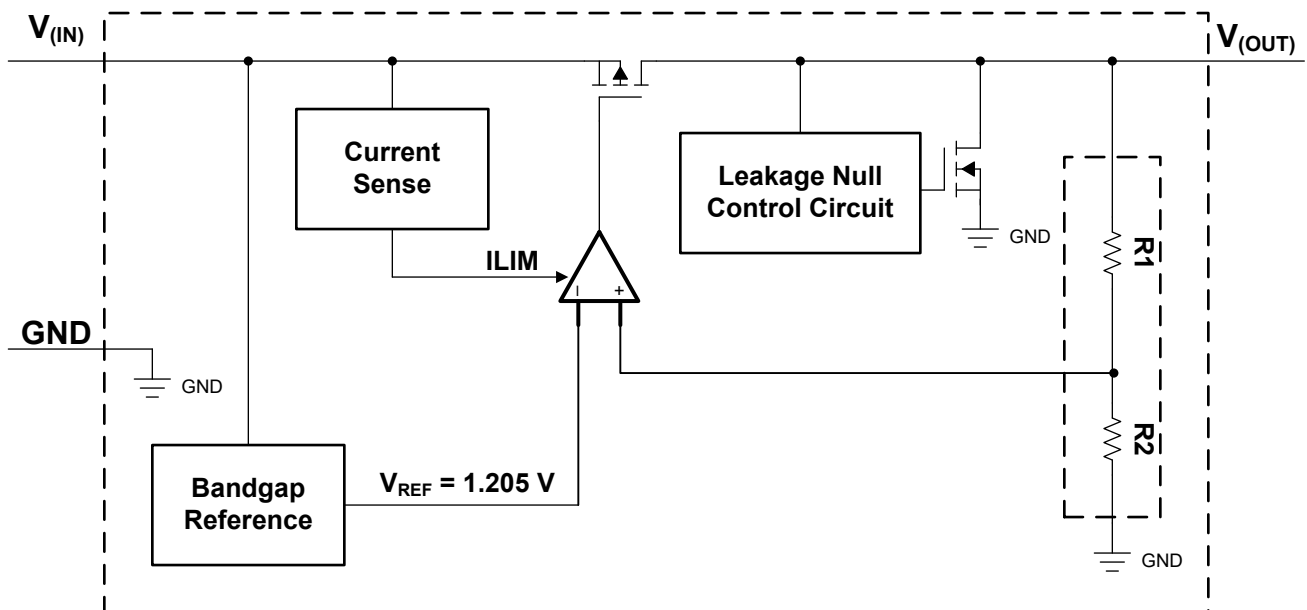 V(IN)
V(OUT)
Current
Sense
Leakage Null
Control Circuit
GND
R1
ILIM
–
+
GND
GND
R2
VREF = 1.205 V
Bandgap
Reference
GND